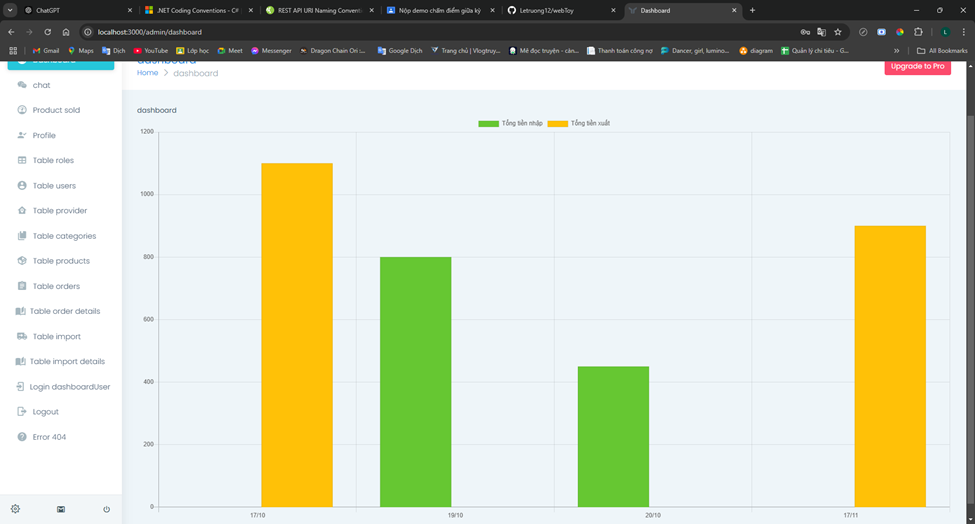 ChatGPT
.NET Coding Conventions - C# |
REST API URI Naming Conventi
Nộp demo chấm điểm giữa kỳ
Letruong12/webToy
Dashboard
localhost:3000/admin/dashboard
Gmail
Maps
Dịch
YouTube
Lớp học
Meet
Messenger
Dragon Chain Ori :...
Google Dịch
Trang chủ | Vlogtruy...
Mê đọc truyện - cán...
Thanh toán công nợ
Dancer, girl, lumino...
diagram
Quản lý chi tiêu - G...
All Bookmarks
dashboard
Upgrade to Pro
Home > dashboard
Dashboard
chat
Product sold
Profile
Table roles
Table users
Table provider
Table categories
Table products
Table orders
Table order details
Table import
Table import details
Login dashboardUser
Logout
Error 404
dashboard
Tổng tiền nhập
Tổng tiền xuất
1200
1000
800
600
400
200
0
17/10
19/10
20/10
17/11